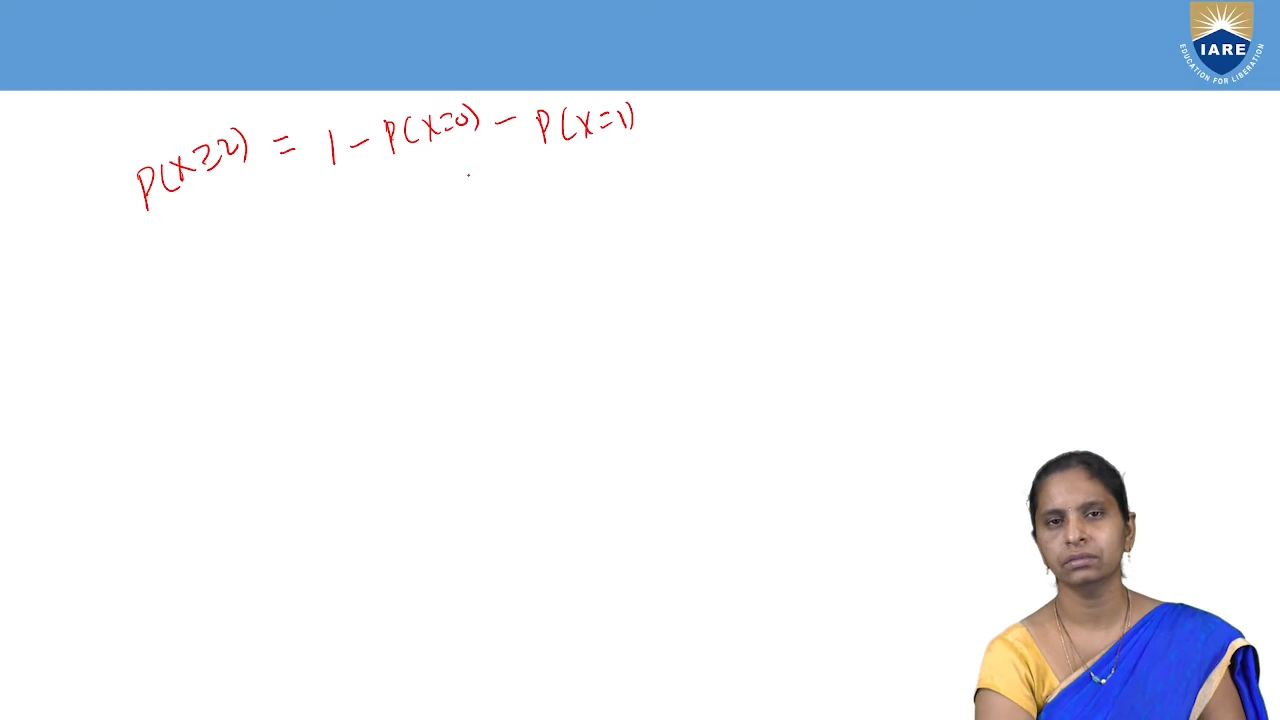 IARE
EDUCATION FOR LIBERATION
P(X≥2) = 1 - P(X=0) - P(X=1)